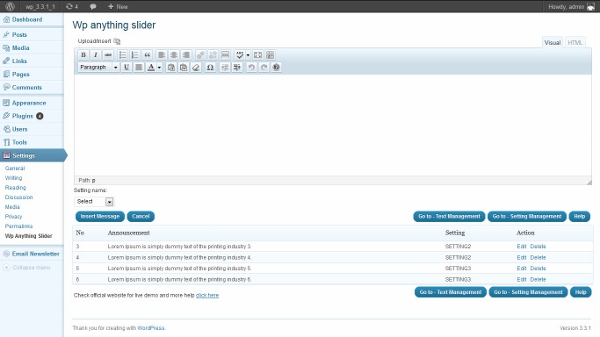 wp_3.3.1_1 4 New Howdy, admin
Dashboard
Posts
Media
Links
Pages
Comments
Appearance
Plugins
Users
Tools
Settings
General
Writing
Reading
Discussion
Media
Privacy
Permalinks
Wp Anything Slider
Email Newsletter
Collapse menu
Wp anything slider
Upload/Insert
Visual HTML
B I ABC
Paragraph U A Ω
Path: p
Setting name:
Select
Insert Message Cancel Go to - Text Management Go to - Setting Management Help
No Announcement Setting Action
3 Lorem Ipsum is simply dummy text of the printing industry 3. SETTING2 Edit Delete
4 Lorem Ipsum is simply dummy text of the printing industry 4. SETTING2 Edit Delete
5 Lorem Ipsum is simply dummy text of the printing industry 5. SETTING3 Edit Delete
6 Lorem Ipsum is simply dummy text of the printing industry 6. SETTING3 Edit Delete
Go to - Text Management Go to - Setting Management Help
Check official website for live demo and more help click here
Thank you for creating with WordPress. Version 3.3.1